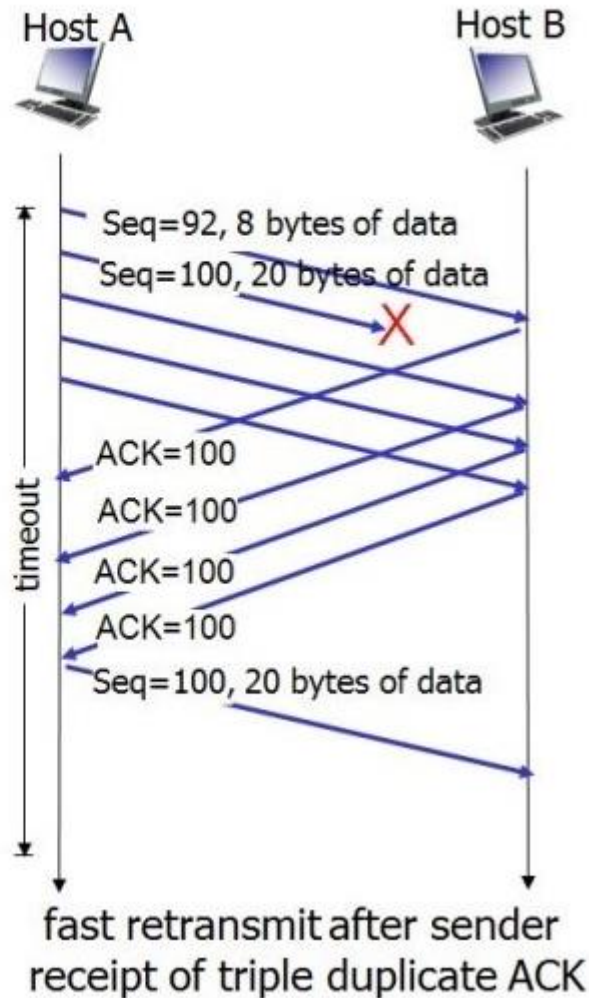 Host A
Host B
Seq=92, 8 bytes of data
Seq=100, 20 bytes of data
X
ACK=100
ACK=100
ACK=100
ACK=100
timeout
Seq=100, 20 bytes of data
fast retransmit after sender
receipt of triple duplicate ACK